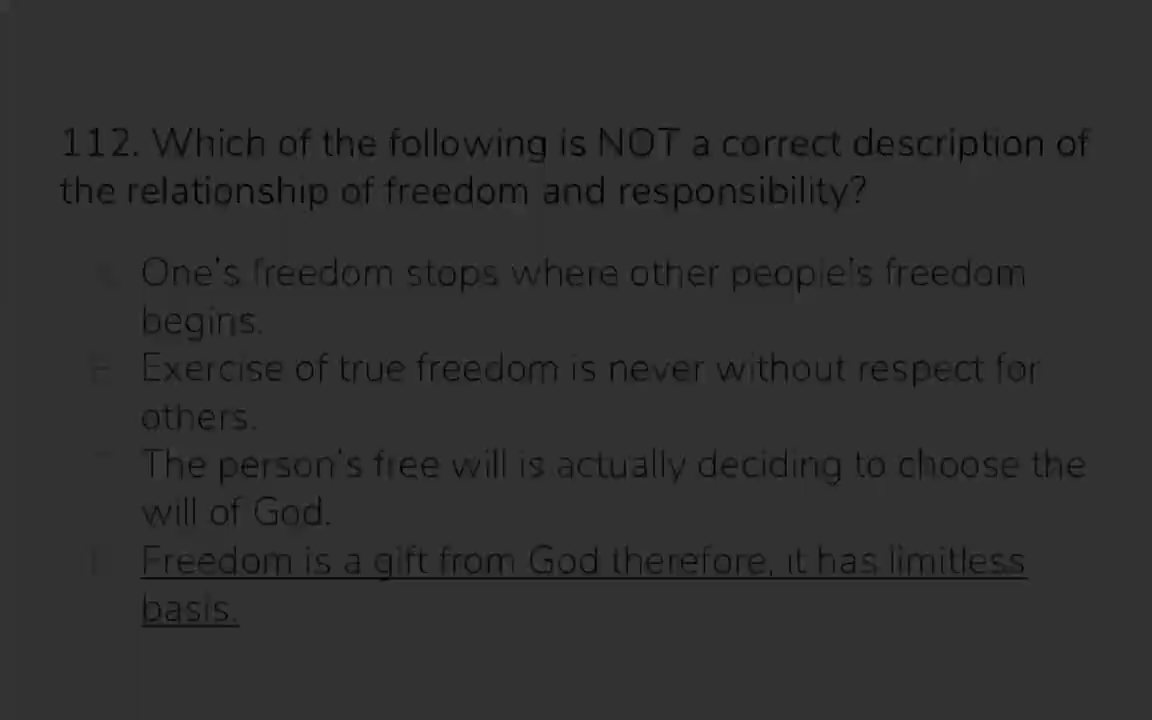 112. Which of the following is NOT a correct description of
the relationship of freedom and responsibility?
One's freedom stops where other people's freedom
begins.
Exercise of true freedom is never without respect for
others.
The person's free will is actually deciding to choose the
will of God.
Freedom is a gift from God therefore, it has limitless
basis.